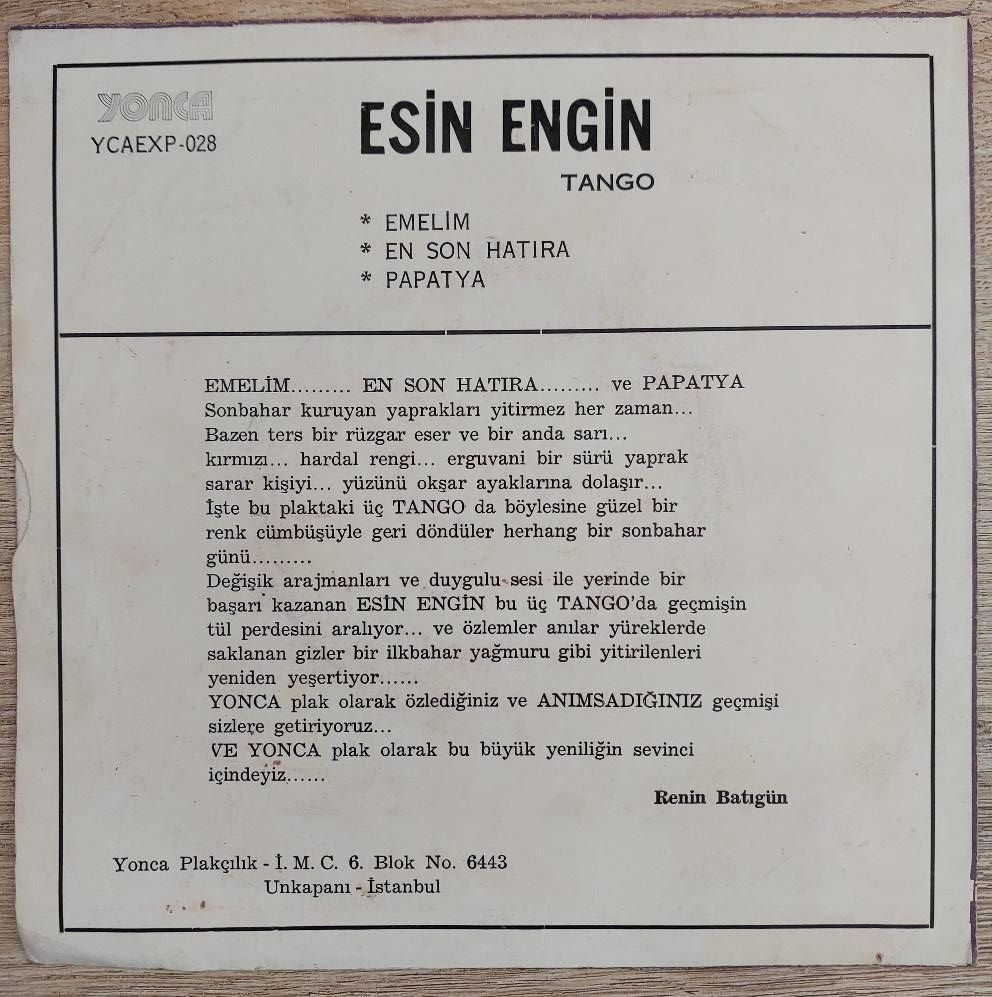 YONCA
YCAEXP-028
ESİN ENGİN
TANGO
* EMELİM
* EN SON HATIRA
* PAPATYA
EMELİM......... EN SON HATIRA......... ve PAPATYA
Sonbahar kuruyan yaprakları yitirmez her zaman...
Bazen ters bir rüzgar eser ve bir anda sarı...
kırmızı... hardal rengi... erguvani bir sürü yaprak
sarar kişiyi... yüzünü okşar ayaklarına dolaşır...
İşte bu plaktaki üç TANGO da böylesine güzel bir
renk cümbüşüyle geri döndüler herhang bir sonbahar
günü.........
Değişik arajmanları ve duygulu sesi ile yerinde bir
başarı kazanan ESİN ENGİN bu üç TANGO'da geçmişin
tül perdesini aralıyor... ve özlemler anılar yüreklerde
saklanan gizler bir ilkbahar yağmuru gibi yitirilenleri
yeniden yeşertiyor......
YONCA plak olarak özlediğiniz ve ANIMSADIĞINIZ geçmişi
sizlere getiriyoruz...
VE YONCA plak olarak bu büyük yeniliğin sevinci
içindeyiz......
Renin Batıgün
Yonca Plakçılık - İ. M. C. 6. Blok No. 6443
Unkapanı - İstanbul